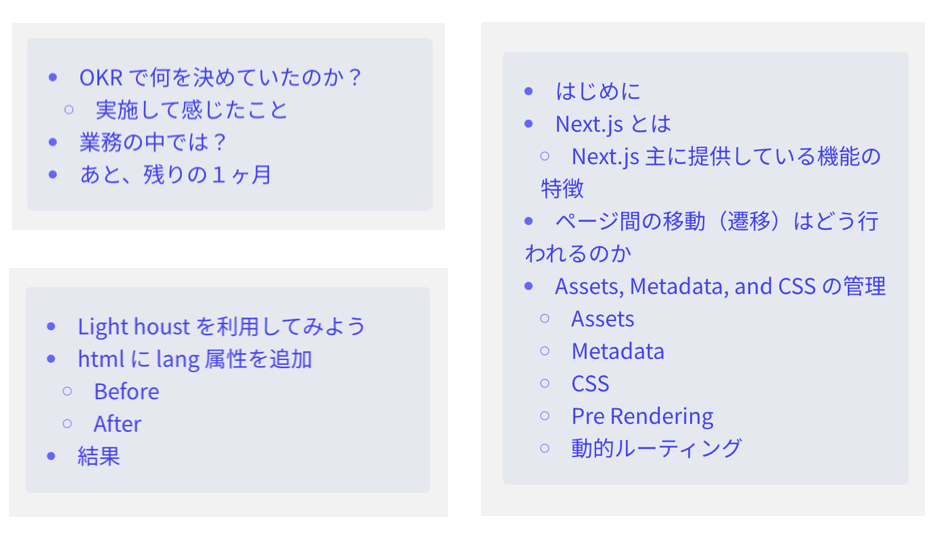 OKR で何を決めていたのか？
実施して感じたこと
業務の中では？
あと、残りの１ヶ月
Light houst を利用してみよう
html に lang 属性を追加
Before
After
結果
はじめに
Next.js とは
Next.js 主に提供している機能の
特徴
ページ間の移動（遷移）はどう行
われるのか
Assets, Metadata, and CSS の管理
Assets
Metadata
CSS
Pre Rendering
動的ルーティング